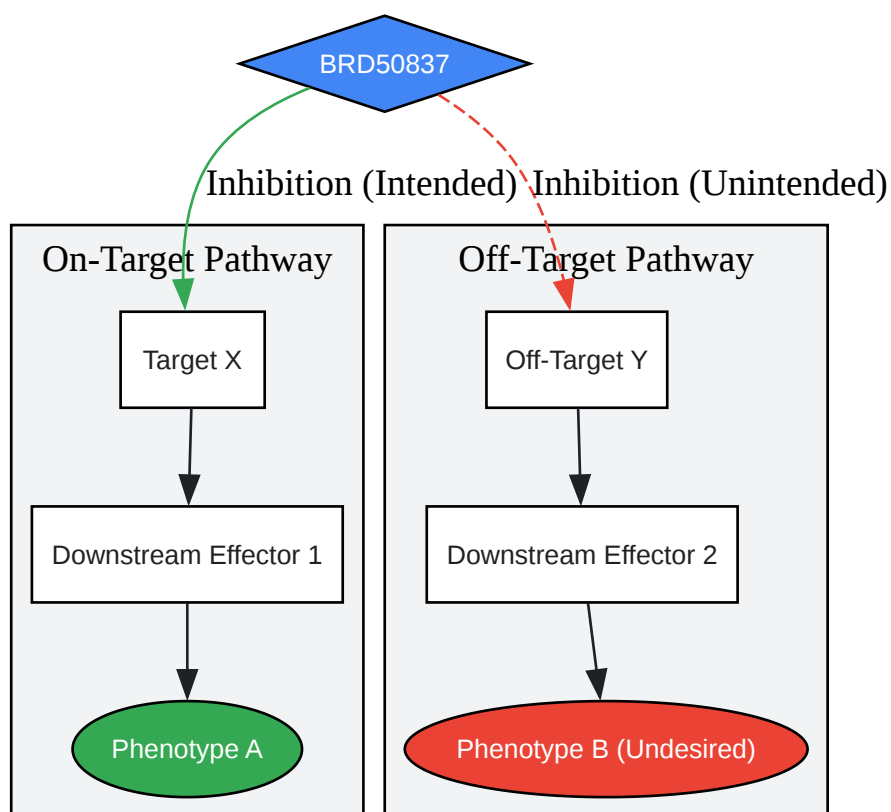 BRD50837
Inhibition (Intended)
Inhibition (Unintended)
On-Target Pathway
Off-Target Pathway
Target X
Off-Target Y
Downstream Effector 1
Downstream Effector 2
Phenotype A
Phenotype B (Undesired)